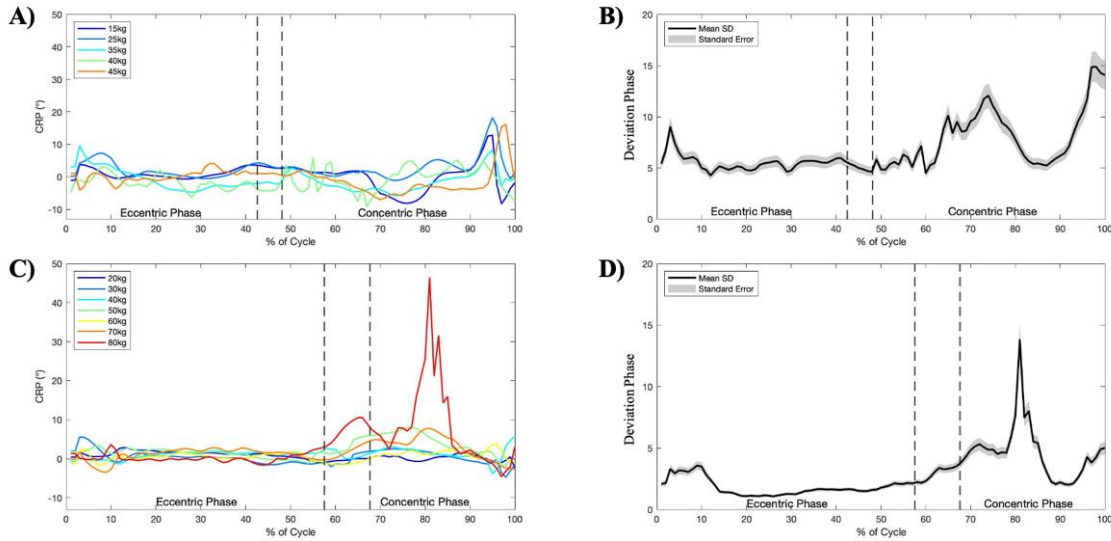 A)
50
40
30
20
10
0
-10
CRP (°)
15kg
25kg
35kg
40kg
45kg
Eccentric Phase
Concentric Phase
0 10 20 30 40 50 60 70 80 90 100
% of Cycle
B)
20
15
10
5
0
Deviation Phase
Mean SD
Standard Error
Eccentric Phase
Concentric Phase
0 10 20 30 40 50 60 70 80 90 100
% of Cycle
C)
50
40
30
20
10
0
-10
CRP (°)
20kg
30kg
40kg
50kg
60kg
70kg
80kg
Eccentric Phase
Concentric Phase
0 10 20 30 40 50 60 70 80 90 100
% of Cycle
D)
20
15
10
5
0
Deviation Phase
Mean SD
Standard Error
Eccentric Phase
Concentric Phase
0 10 20 30 40 50 60 70 80 90 100
% of Cycle